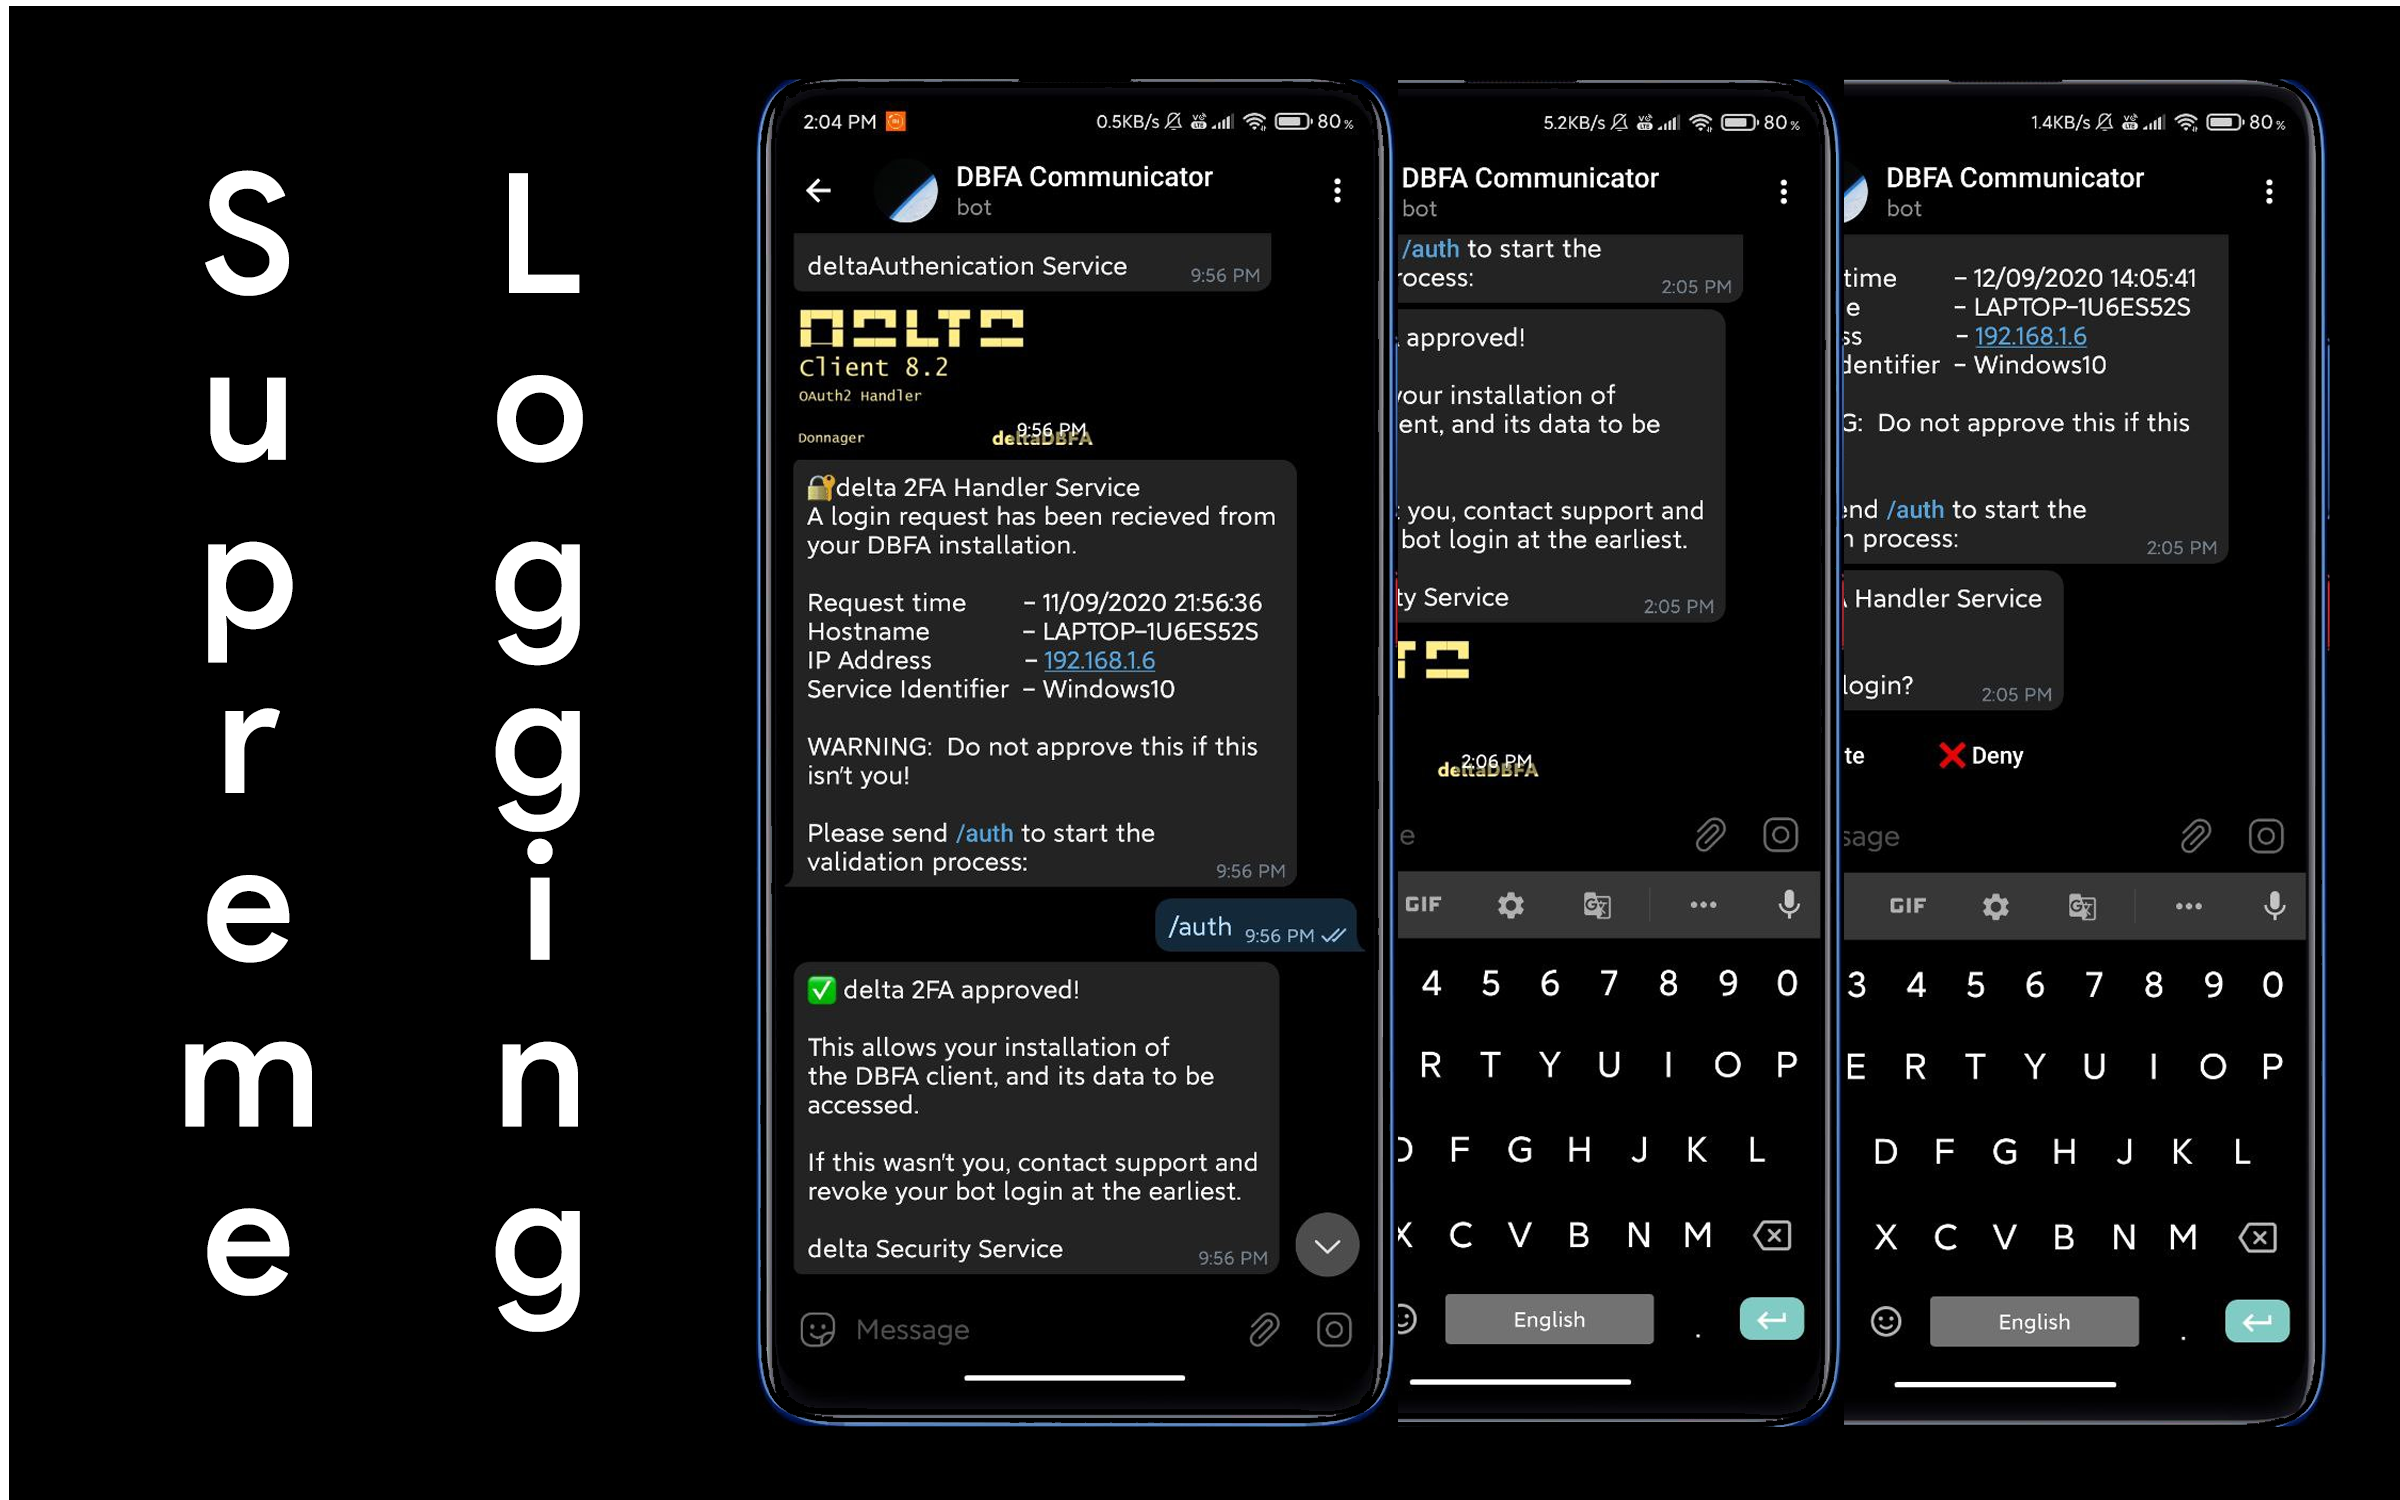 Supreme
Logging
2:04 PM
0.5KB/s
80%
DBFA Communicator
bot
deltaAuthenication Service
9:56 PM
DELTA
Client 8.2
OAuth2 Handler
9:56 PM
Donnager
deltaDBFA
delta 2FA Handler Service
A login request has been recieved from
your DBFA installation.
Request time – 11/09/2020 21:56:36
Hostname – LAPTOP-1U6ES52S
IP Address – 192.168.1.6
Service Identifier – Windows10
WARNING: Do not approve this if this
isn't you!
Please send /auth to start the
validation process:
9:56 PM
/auth 9:56 PM
delta 2FA approved!
This allows your installation of
the DBFA client, and its data to be
accessed.
If this wasn't you, contact support and
revoke your bot login at the earliest.
delta Security Service
9:56 PM
Message
5.2KB/s
80%
DBFA Communicator
bot
/auth to start the
ocess:
2:05 PM
approved!
our installation of
ent, and its data to be
you, contact support and
bot login at the earliest.
ty Service
2:05 PM
2:06 PM
deltaDBFA
e
GIF
4 5 6 7 8 9 0
R T Y U I O P
D F G H J K L
X C V B N M
English .
1.4KB/s
80%
DBFA Communicator
bot
time – 12/09/2020 14:05:41
e – LAPTOP-1U6ES52S
ss – 192.168.1.6
dentifier – Windows10
G: Do not approve this if this
end /auth to start the
n process:
2:05 PM
Handler Service
login?
2:05 PM
te
Deny
sage
GIF
3 4 5 6 7 8 9 0
E R T Y U I O P
D F G H J K L
X C V B N M
English .